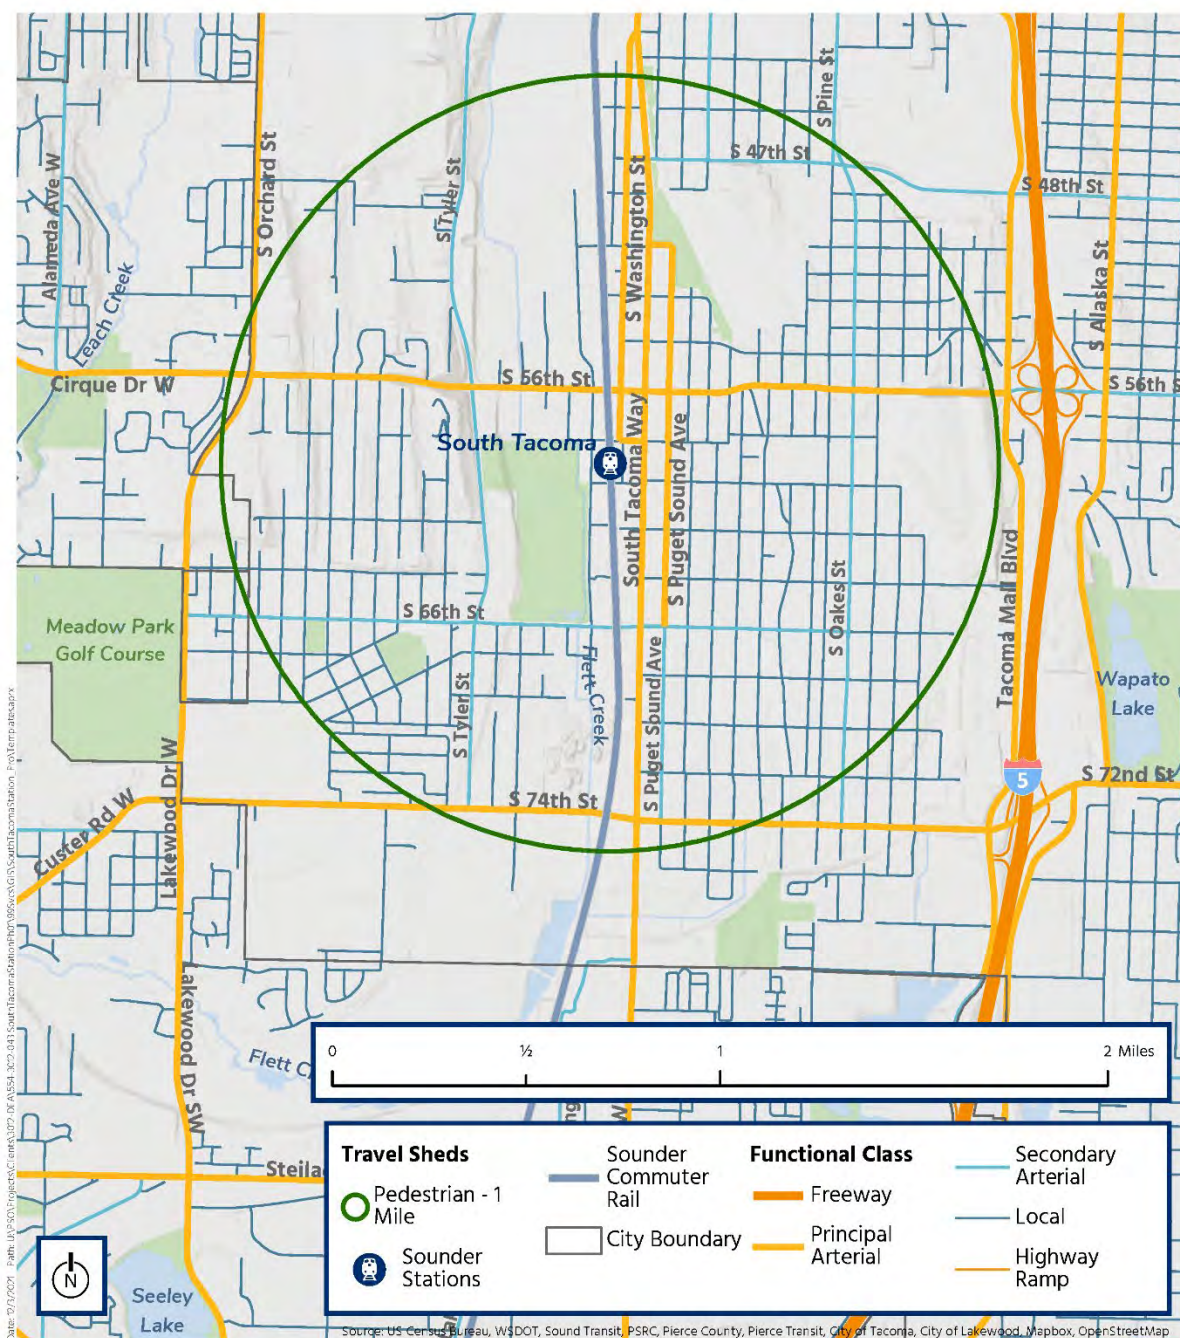 S Pine St
S 47th St
S 48th St
Alameda Ave W
S Orchard St
S Tyler St
S Washington St
S Alaska St
Leach Creek
Cirque Dr W
S 56th St
S 56th S
South Tacoma
South Tacoma Way
S Puget Sound Ave
Tacoma Mall Blvd
S Oakes St
S 66th St
Meadow Park
Golf Course
Flett Creek
S Puget Sound Ave
S Tyler St
Wapato
Lake
Lakewood Dr W
5
S 72nd St
S 74th St
Custer Rd W
Lakewood Dr SW
Flett C
0
½
1
2 Miles
Steila
Travel Sheds
Pedestrian - 1
Mile
Sounder
Stations
Sounder
Commuter
Rail
City Boundary
Functional Class
Freeway
Principal
Arterial
Secondary
Arterial
Local
Highway
Ramp
N
Seeley
Lake
Source: US Census Bureau, WSDOT, Sound Transit, PSRC, Pierce County, Pierce Transit, City of Tacoma, City of Lakewood, Mapbox, OpenStreetMap